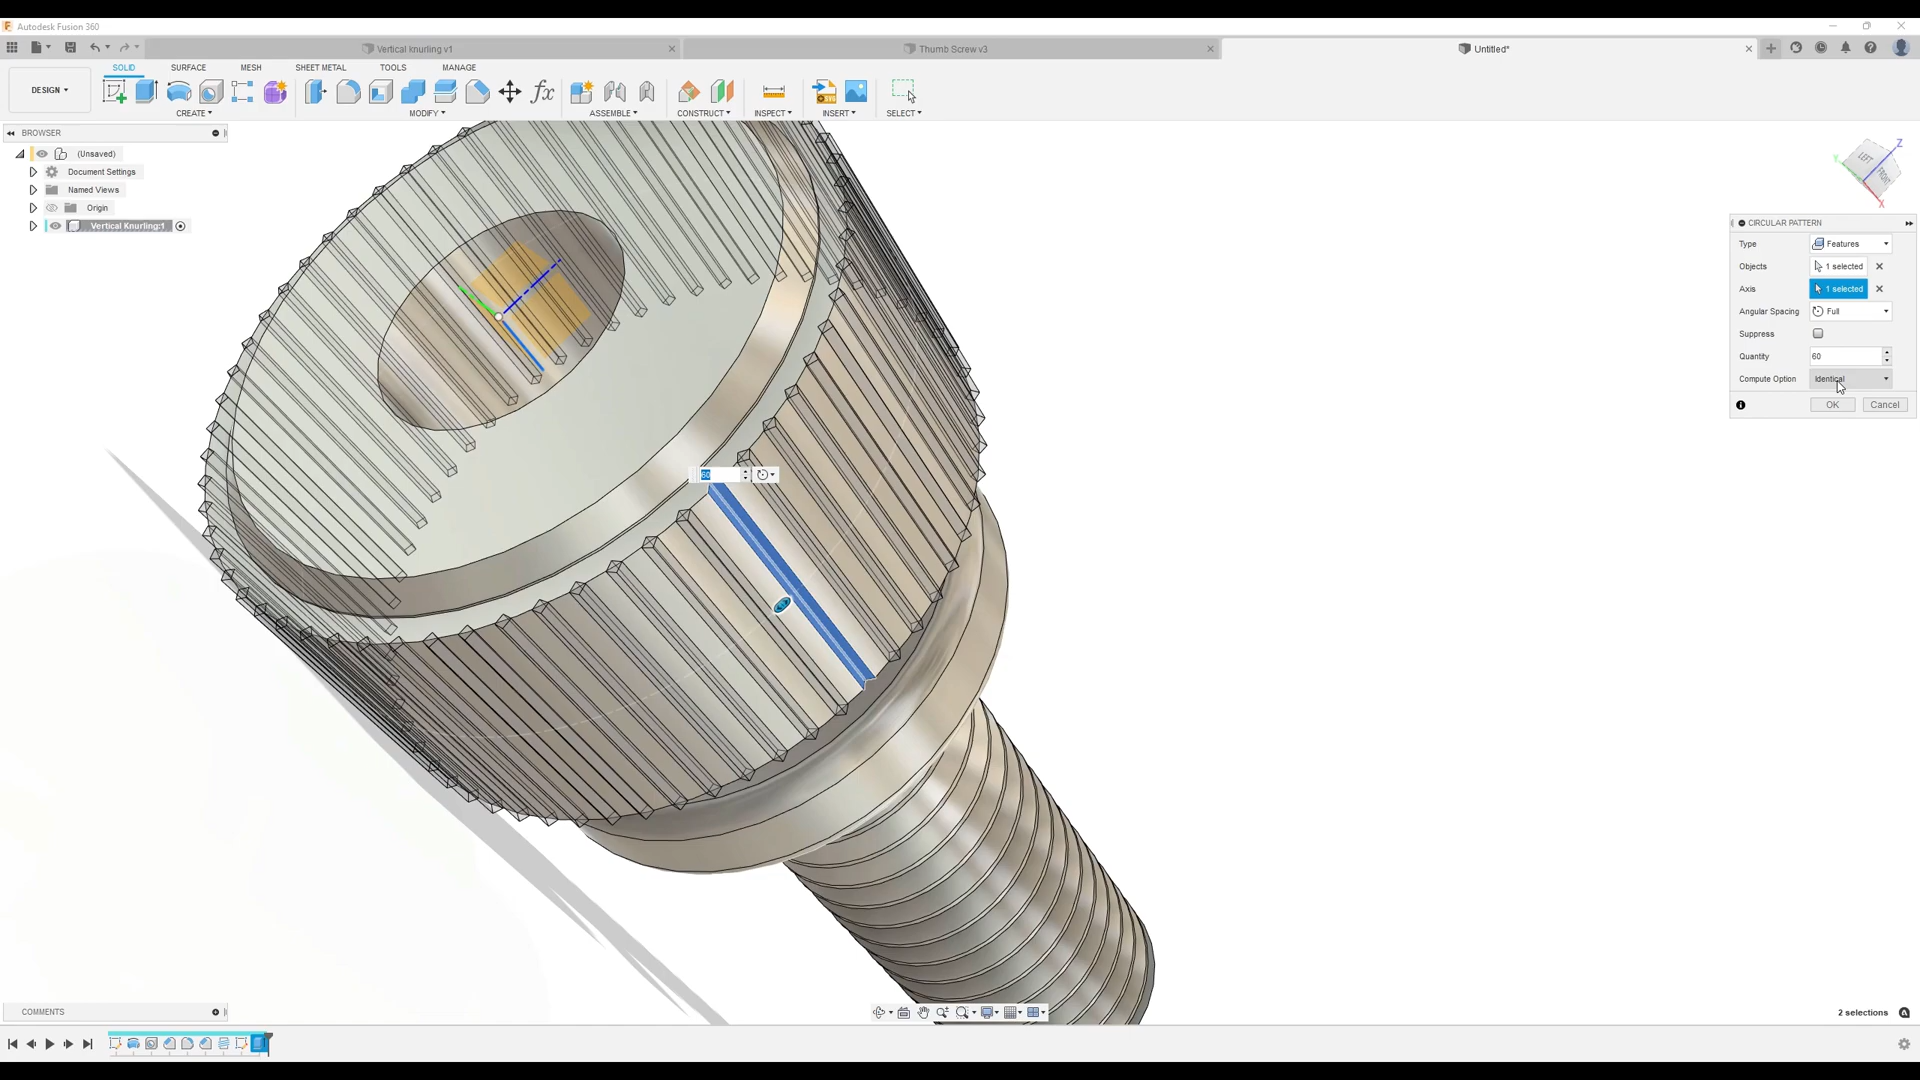 Autodesk Fusion 360
Vertical knurling v1
Thumb Screw v3
Untitled*
DESIGN
SOLID
SURFACE
MESH
SHEET METAL
TOOLS
MANAGE
CREATE
MODIFY
ASSEMBLE
CONSTRUCT
INSPECT
INSERT
SELECT
BROWSER
(Unsaved)
Document Settings
Named Views
Origin
Vertical Knurling:1
LEFT
FRONT
Z
Y
X
CIRCULAR PATTERN
Type Features
Objects 1 selected
Axis 1 selected
Angular Spacing Full
Suppress
Quantity 60
Compute Option Identical
OK Cancel
60
COMMENTS
2 selections